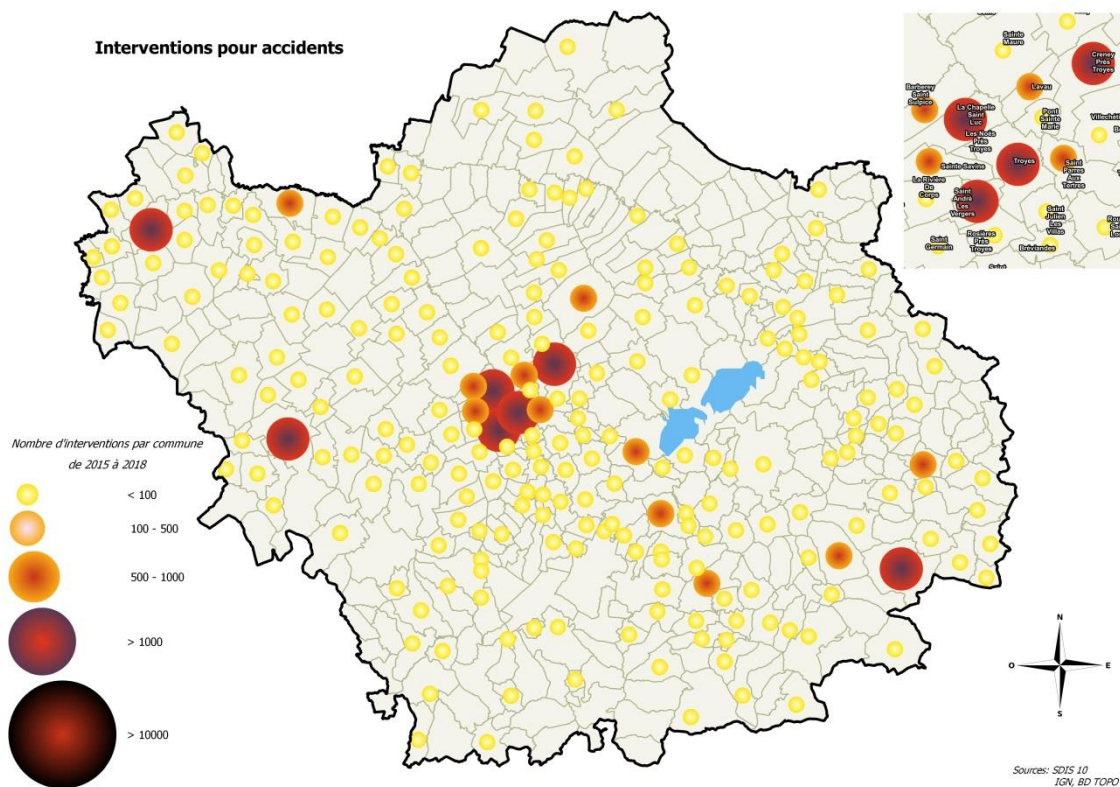 Interventions pour accidents
Sainte
Maure
Creney
Près
Troyes
Barberey
Saint
Sulpice
Lavau
La Chapelle
Saint
Luc
Pont
Sainte
Marie
Les Noës
Près
Troyes
Sainte-Savine
Troyes
Saint
Parres
Aux
Tertres
La Rivière
De
Corps
Saint
André
Les
Vergers
Saint
Julien
Les
Villas
Saint
Germain
Rosières
Près
Troyes
Bréviandes
Nombre d'interventions par commune
de 2015 à 2018
< 100
100 - 500
500 - 1000
> 1000
> 10000
N
O
E
S
Sources: SDIS 10
IGN, BD TOPO